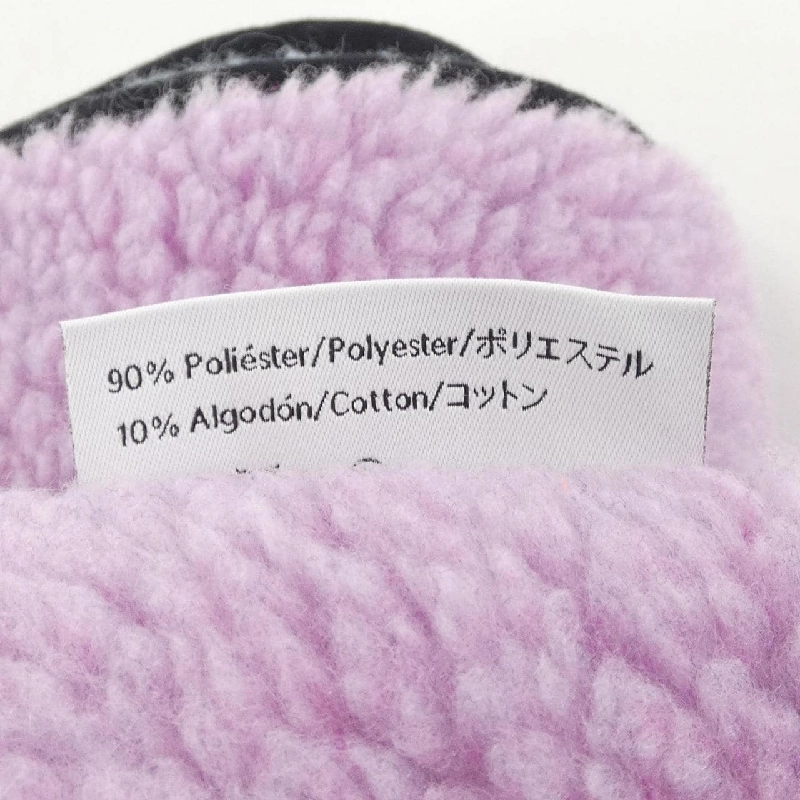 90% Poliéster/Polyester/ポリエステル
10% Algodón/Cotton/コットン